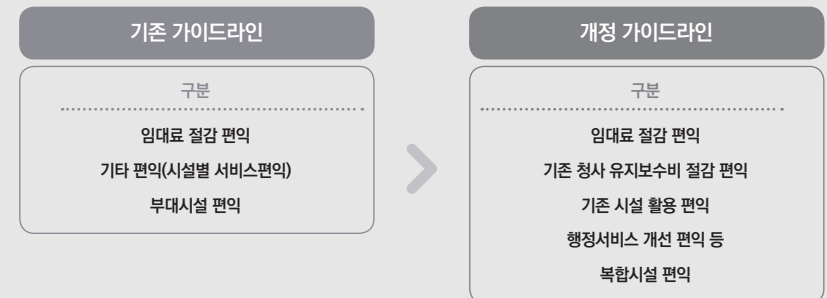 기존 가이드라인
구분
임대료 절감 편익
기타 편익(시설별 서비스편익)
부대시설 편익
개정 가이드라인
구분
임대료 절감 편익
기존 청사 유지보수비 절감 편익
기존 시설 활용 편익
행정서비스 개선 편익 등
복합시설 편익